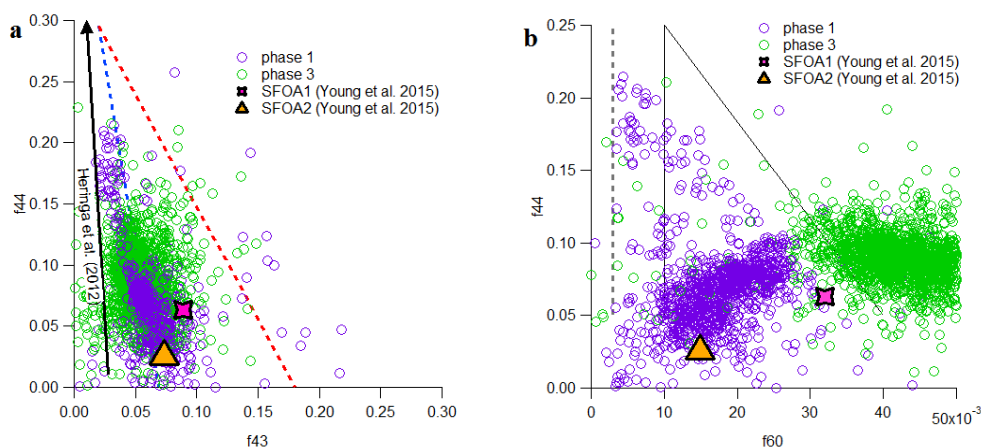 a
0.30
0.25
0.20
0.15
0.10
0.05
0.00
f44
phase 1
phase 3
SFOA1 (Young et al. 2015)
SFOA2 (Young et al. 2015)
Heringa et al. (2012)
0.00 0.05 0.10 0.15 0.20 0.25 0.30
f43
b
0.25
0.20
0.15
0.10
0.05
0.00
f44
phase 1
phase 3
SFOA1 (Young et al. 2015)
SFOA2 (Young et al. 2015)
0 10 20 30 40 50x10⁻³
f60